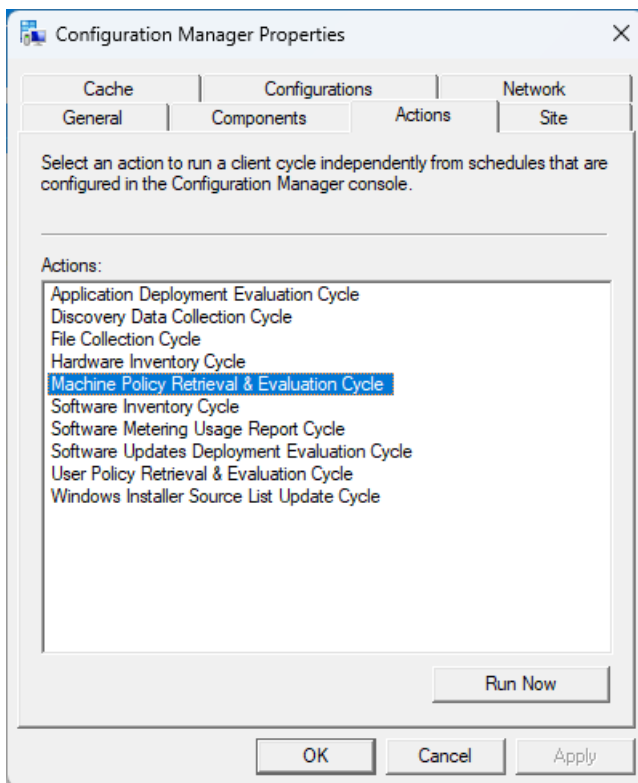 Configuration Manager Properties
Cache
Configurations
Network
General
Components
Actions
Site
Select an action to run a client cycle independently from schedules that are
configured in the Configuration Manager console.
Actions:
Application Deployment Evaluation Cycle
Discovery Data Collection Cycle
File Collection Cycle
Hardware Inventory Cycle
Machine Policy Retrieval & Evaluation Cycle
Software Inventory Cycle
Software Metering Usage Report Cycle
Software Updates Deployment Evaluation Cycle
User Policy Retrieval & Evaluation Cycle
Windows Installer Source List Update Cycle
Run Now
OK
Cancel
Apply